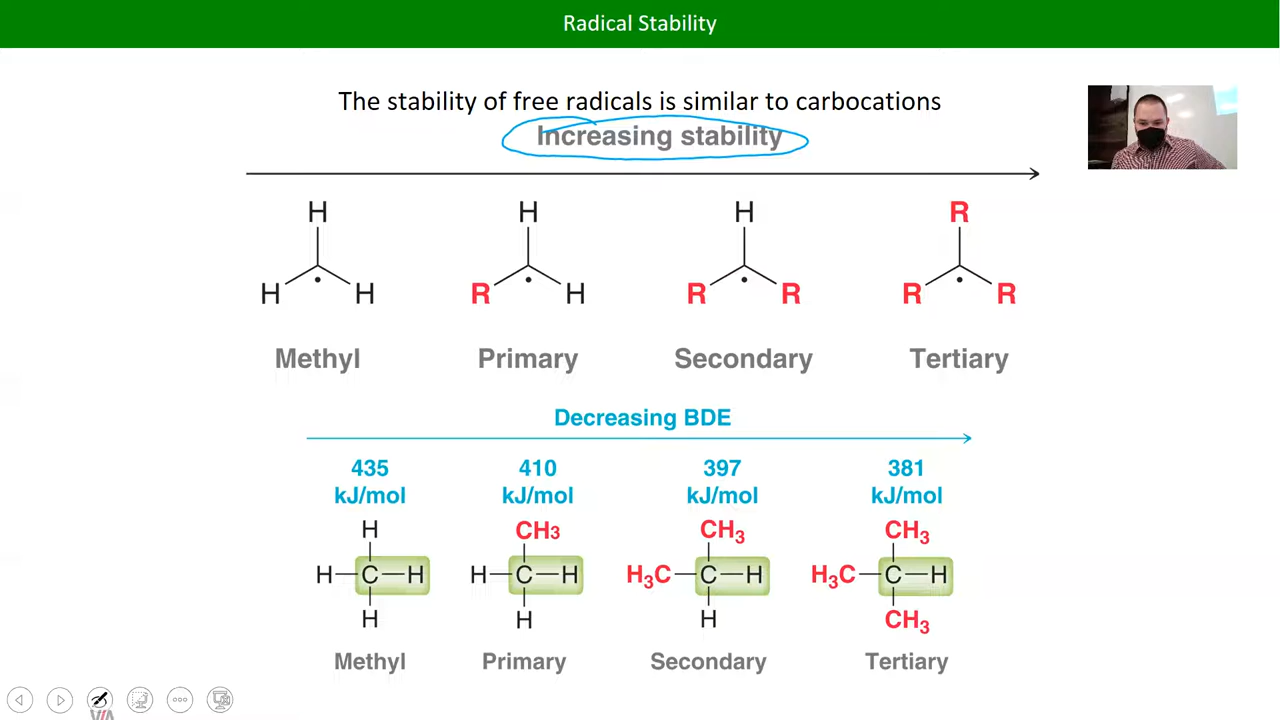 Radical Stability
The stability of free radicals is similar to carbocations
Increasing stability
H H H R
H H R H R R R R
Methyl Primary Secondary Tertiary
Decreasing BDE
435 410 397 381
kJ/mol kJ/mol kJ/mol kJ/mol
H CH3 CH₃ CH₃
H—C—H H—C—H H₃C—C—H H₃C—C—H
H H H CH₃
Methyl Primary Secondary Tertiary